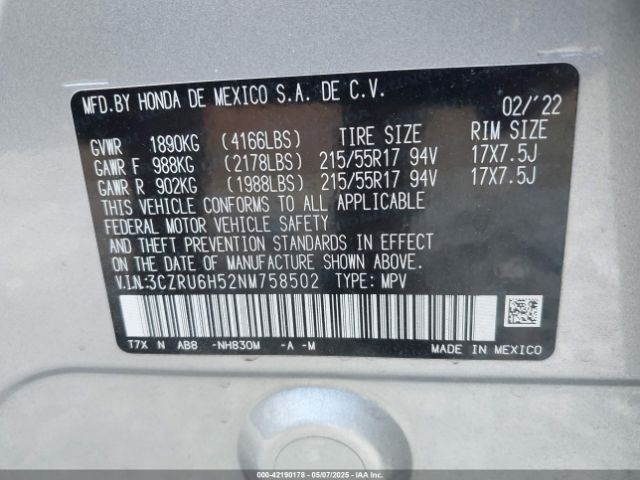 MFD.BY HONDA DE MEXICO S.A. DE C.V. 02/'22
GVWR 1890KG (4166LBS) TIRE SIZE RIM SIZE
GAWR F 988KG (2178LBS) 215/55R17 94V 17X7.5J
GAWR R 902KG (1988LBS) 215/55R17 94V 17X7.5J
THIS VEHICLE CONFORMS TO ALL APPLICABLE
FEDERAL MOTOR VEHICLE SAFETY
AND THEFT PREVENTION STANDARDS IN EFFECT
ON THE DATE OF MANUFACTURE SHOWN ABOVE.
V.I.N:3CZRU6H52NM758502 TYPE: MPV
T7X N AB8 -NH830M -A -M MADE IN MEXICO
000-42190178 - 05/07/2025 - IAAI.COM - COPART